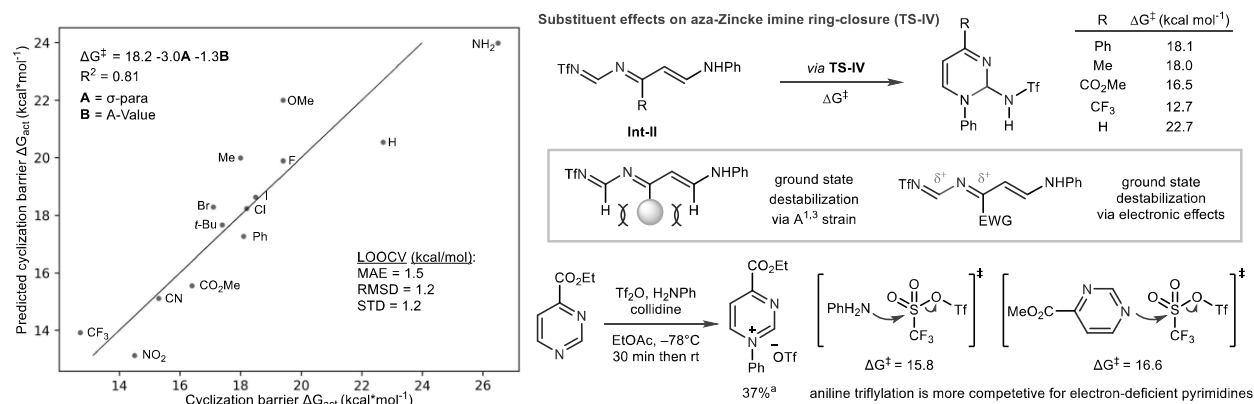 Predicted cyclization barrier ΔG_act (kcal*mol⁻¹)
24
22
20
18
16
14
ΔG‡ = 18.2 -3.0A -1.3B
R² = 0.81
A = σ-para
B = A-Value
NH₂
OMe
H
Me
F
I
Br
Cl
t-Bu
Ph
CO₂Me
CN
CF₃
NO₂
LOOCV (kcal/mol):
MAE = 1.5
RMSD = 1.2
STD = 1.2
14
16
18
20
22
24
26
Cyclization barrier ΔG_act (kcal*mol⁻¹)
Substituent effects on aza-Zincke imine ring-closure (TS-IV)
TfN
N
NHPh
R
Int-II
via TS-IV
ΔG‡
R
N
N
Ph
N
H
Tf
R ΔG‡ (kcal mol⁻¹)
Ph 18.1
Me 18.0
CO₂Me 16.5
CF₃ 12.7
H 22.7
TfN
N
NHPh
H
H
ground state
destabilization
via A¹,³ strain
TfN
δ⁺
N
δ⁺
NHPh
EWG
ground state
destabilization
via electronic effects
CO₂Et
N
N
Tf₂O, H₂NPh
collidine
EtOAc, –78°C
30 min then rt
CO₂Et
N
N
+
Ph
–
OTf
37%ᵃ
PhH₂N
O
O
S
O
Tf
CF₃
‡
ΔG‡ = 15.8
MeO₂C
N
N
O
O
S
O
Tf
CF₃
‡
ΔG‡ = 16.6
aniline triflylation is more competetive for electron-deficient pyrimidines